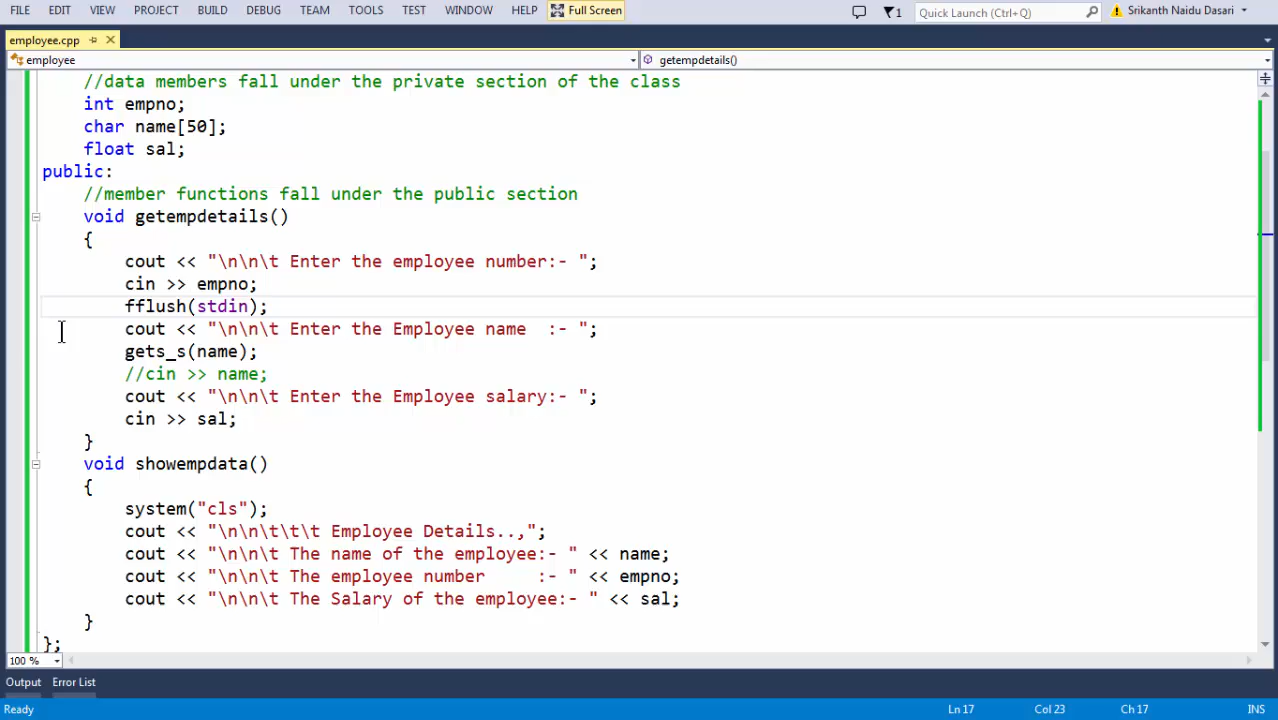 FILE EDIT VIEW PROJECT BUILD DEBUG TEAM TOOLS TEST WINDOW HELP Full Screen 1 Quick Launch (Ctrl+Q) Srikanth Naidu Dasari
employee.cpp
employee getempdetails()
//data members fall under the private section of the class
int empno;
char name[50];
float sal;
public:
//member functions fall under the public section
void getempdetails()
{
cout << "\n\n\t Enter the employee number:- ";
cin >> empno;
fflush(stdin);
cout << "\n\n\t Enter the Employee name  :- ";
gets_s(name);
//cin >> name;
cout << "\n\n\t Enter the Employee salary:- ";
cin >> sal;
}
void showempdata()
{
system("cls");
cout << "\n\n\t\t\t Employee Details..,";
cout << "\n\n\t The name of the employee:- " << name;
cout << "\n\n\t The employee number     :- " << empno;
cout << "\n\n\t The Salary of the employee:- " << sal;
}
};
100 %
Output Error List
Ready Ln 17 Col 23 Ch 17 INS